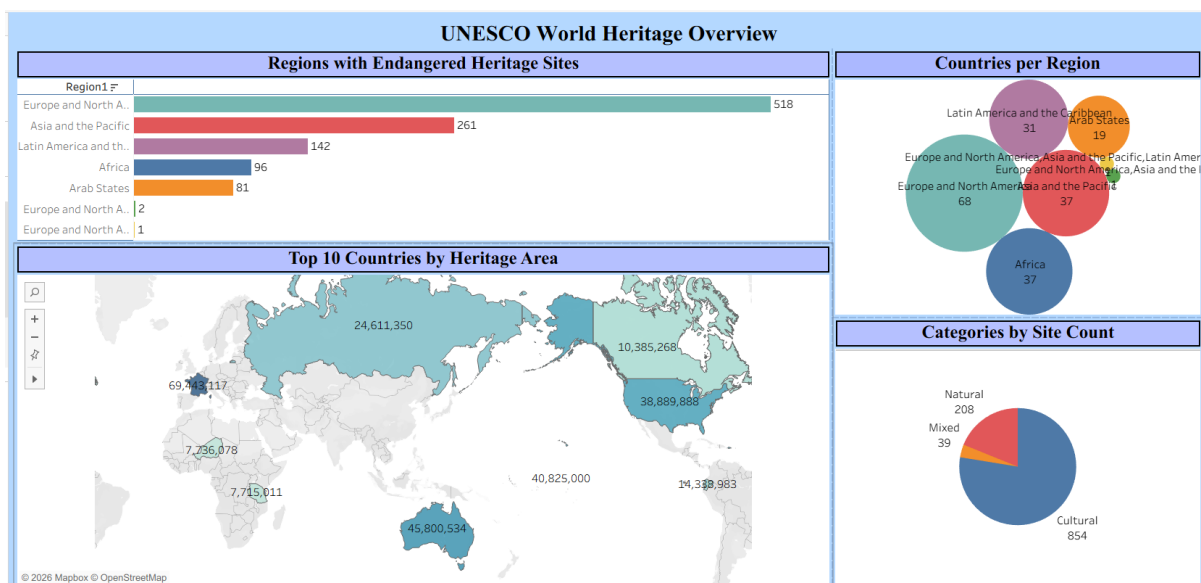 UNESCO World Heritage Overview
Regions with Endangered Heritage Sites
Region1
Europe and North A..
518
Asia and the Pacific
261
Latin America and th..
142
Africa
96
Arab States
81
Europe and North A..
2
Europe and North A..
1
Countries per Region
Latin America and the Caribbean
31
Arab States
19
Europe and North America,Asia and the Pacific,Latin Amer
Europe and North America,Asia and the
Europe and North America
68
Asia and the Pacific
37
Africa
37
Top 10 Countries by Heritage Area
24,611,350
10,385,268
69,443,117
38,889,888
7,736,078
40,825,000
14,338,983
7,715,011
45,800,534
© 2026 Mapbox © OpenStreetMap
Categories by Site Count
Natural
208
Mixed
39
Cultural
854